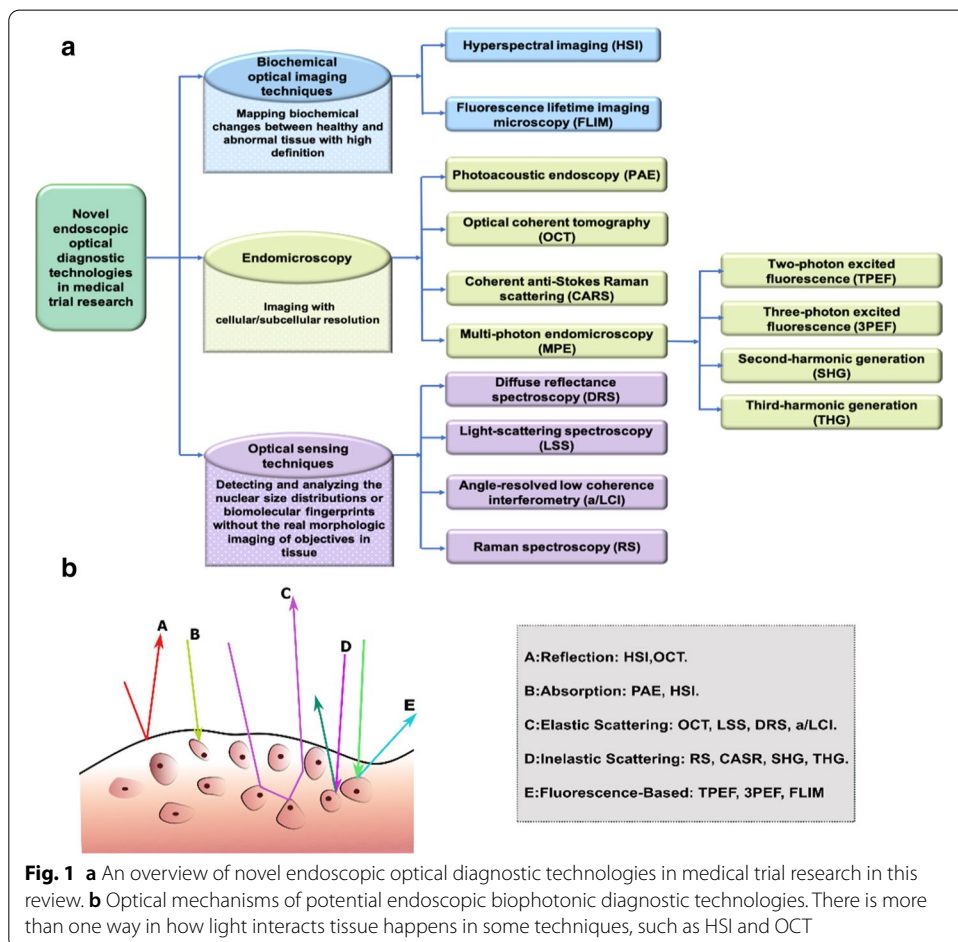 a
Biochemical
optical imaging
techniques
Mapping biochemical
changes between healthy and
abnormal tissue with high
definition
Hyperspectral imaging (HSI)
Fluorescence lifetime imaging
microscopy (FLIM)
Novel
endoscopic
optical
diagnostic
technologies
in medical
trial research
Endomicroscopy
Imaging with
cellular/subcellular resolution
Photoacoustic endoscopy (PAE)
Optical coherent tomography
(OCT)
Coherent anti-Stokes Raman
scattering (CARS)
Multi-photon endomicroscopy
(MPE)
Two-photon excited
fluorescence (TPEF)
Three-photon excited
fluorescence (3PEF)
Second-harmonic generation
(SHG)
Third-harmonic generation
(THG)
Optical sensing
techniques
Detecting and analyzing the
nuclear size distributions or
biomolecular fingerprints
without the real morphologic
imaging of objectives in
tissue
Diffuse reflectance
spectroscopy (DRS)
Light-scattering spectroscopy
(LSS)
Angle-resolved low coherence
interferometry (a/LCI)
Raman spectroscopy (RS)
b
A
B
C
D
E
A:Reflection: HSI,OCT.
B:Absorption: PAE, HSI.
C:Elastic Scattering: OCT, LSS, DRS, a/LCI.
D:Inelastic Scattering: RS, CASR, SHG, THG.
E:Fluorescence-Based: TPEF, 3PEF, FLIM
Fig. 1 a An overview of novel endoscopic optical diagnostic technologies in medical trial research in this
review. b Optical mechanisms of potential endoscopic biophotonic diagnostic technologies. There is more
than one way in how light interacts tissue happens in some techniques, such as HSI and OCT